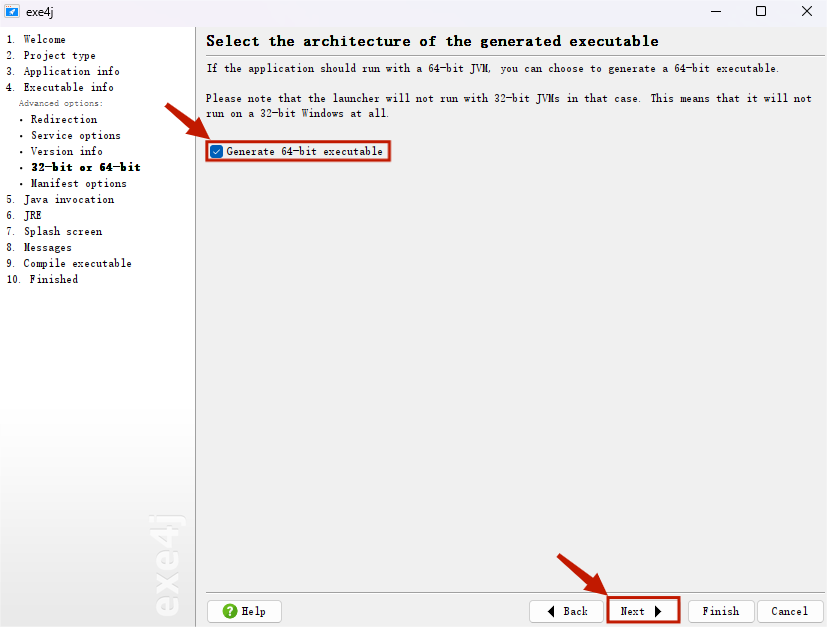 exe4j
1. Welcome
2. Project type
3. Application info
4. Executable info
Advanced options:
• Redirection
• Service options
• Version info
• 32-bit or 64-bit
• Manifest options
5. Java invocation
6. JRE
7. Splash screen
8. Messages
9. Compile executable
10. Finished
exe4j
Select the architecture of the generated executable
If the application should run with a 64-bit JVM, you can choose to generate a 64-bit executable.
Please note that the launcher will not run with 32-bit JVMs in that case. This means that it will not
run on a 32-bit Windows at all.
Generate 64-bit executable
Help Back Next Finish Cancel